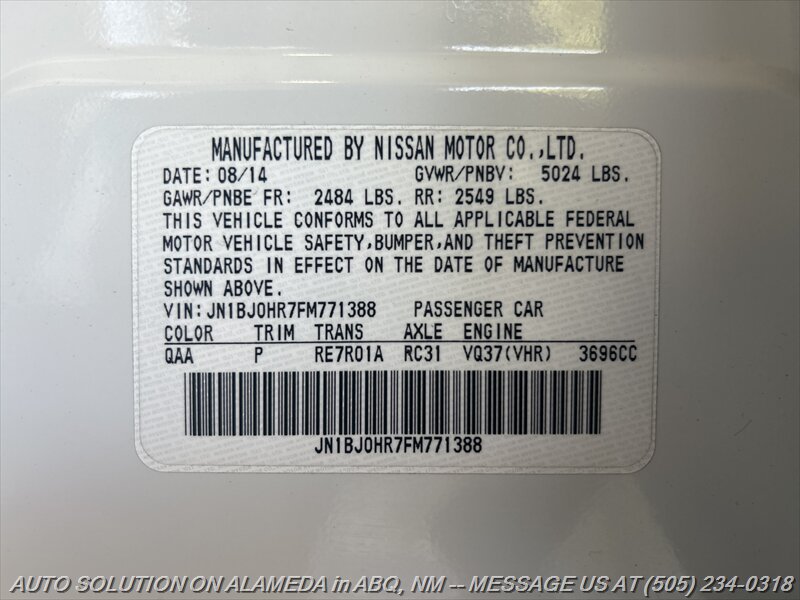 MANUFACTURED BY NISSAN MOTOR CO.,LTD.
DATE: 08/14 GVWR/PNBV: 5024 LBS.
GAWR/PNBE FR: 2484 LBS. RR: 2549 LBS.
THIS VEHICLE CONFORMS TO ALL APPLICABLE FEDERAL
MOTOR VEHICLE SAFETY,BUMPER,AND THEFT PREVENTION
STANDARDS IN EFFECT ON THE DATE OF MANUFACTURE
SHOWN ABOVE.
VIN:JN1BJ0HR7FM771388 PASSENGER CAR
COLOR TRIM TRANS AXLE ENGINE
QAA P RE7R01A RC31 VQ37(VHR) 3696CC
JN1BJ0HR7FM771388
AUTO SOLUTION ON ALAMEDA in ABQ, NM -- MESSAGE US AT (505) 234-0318